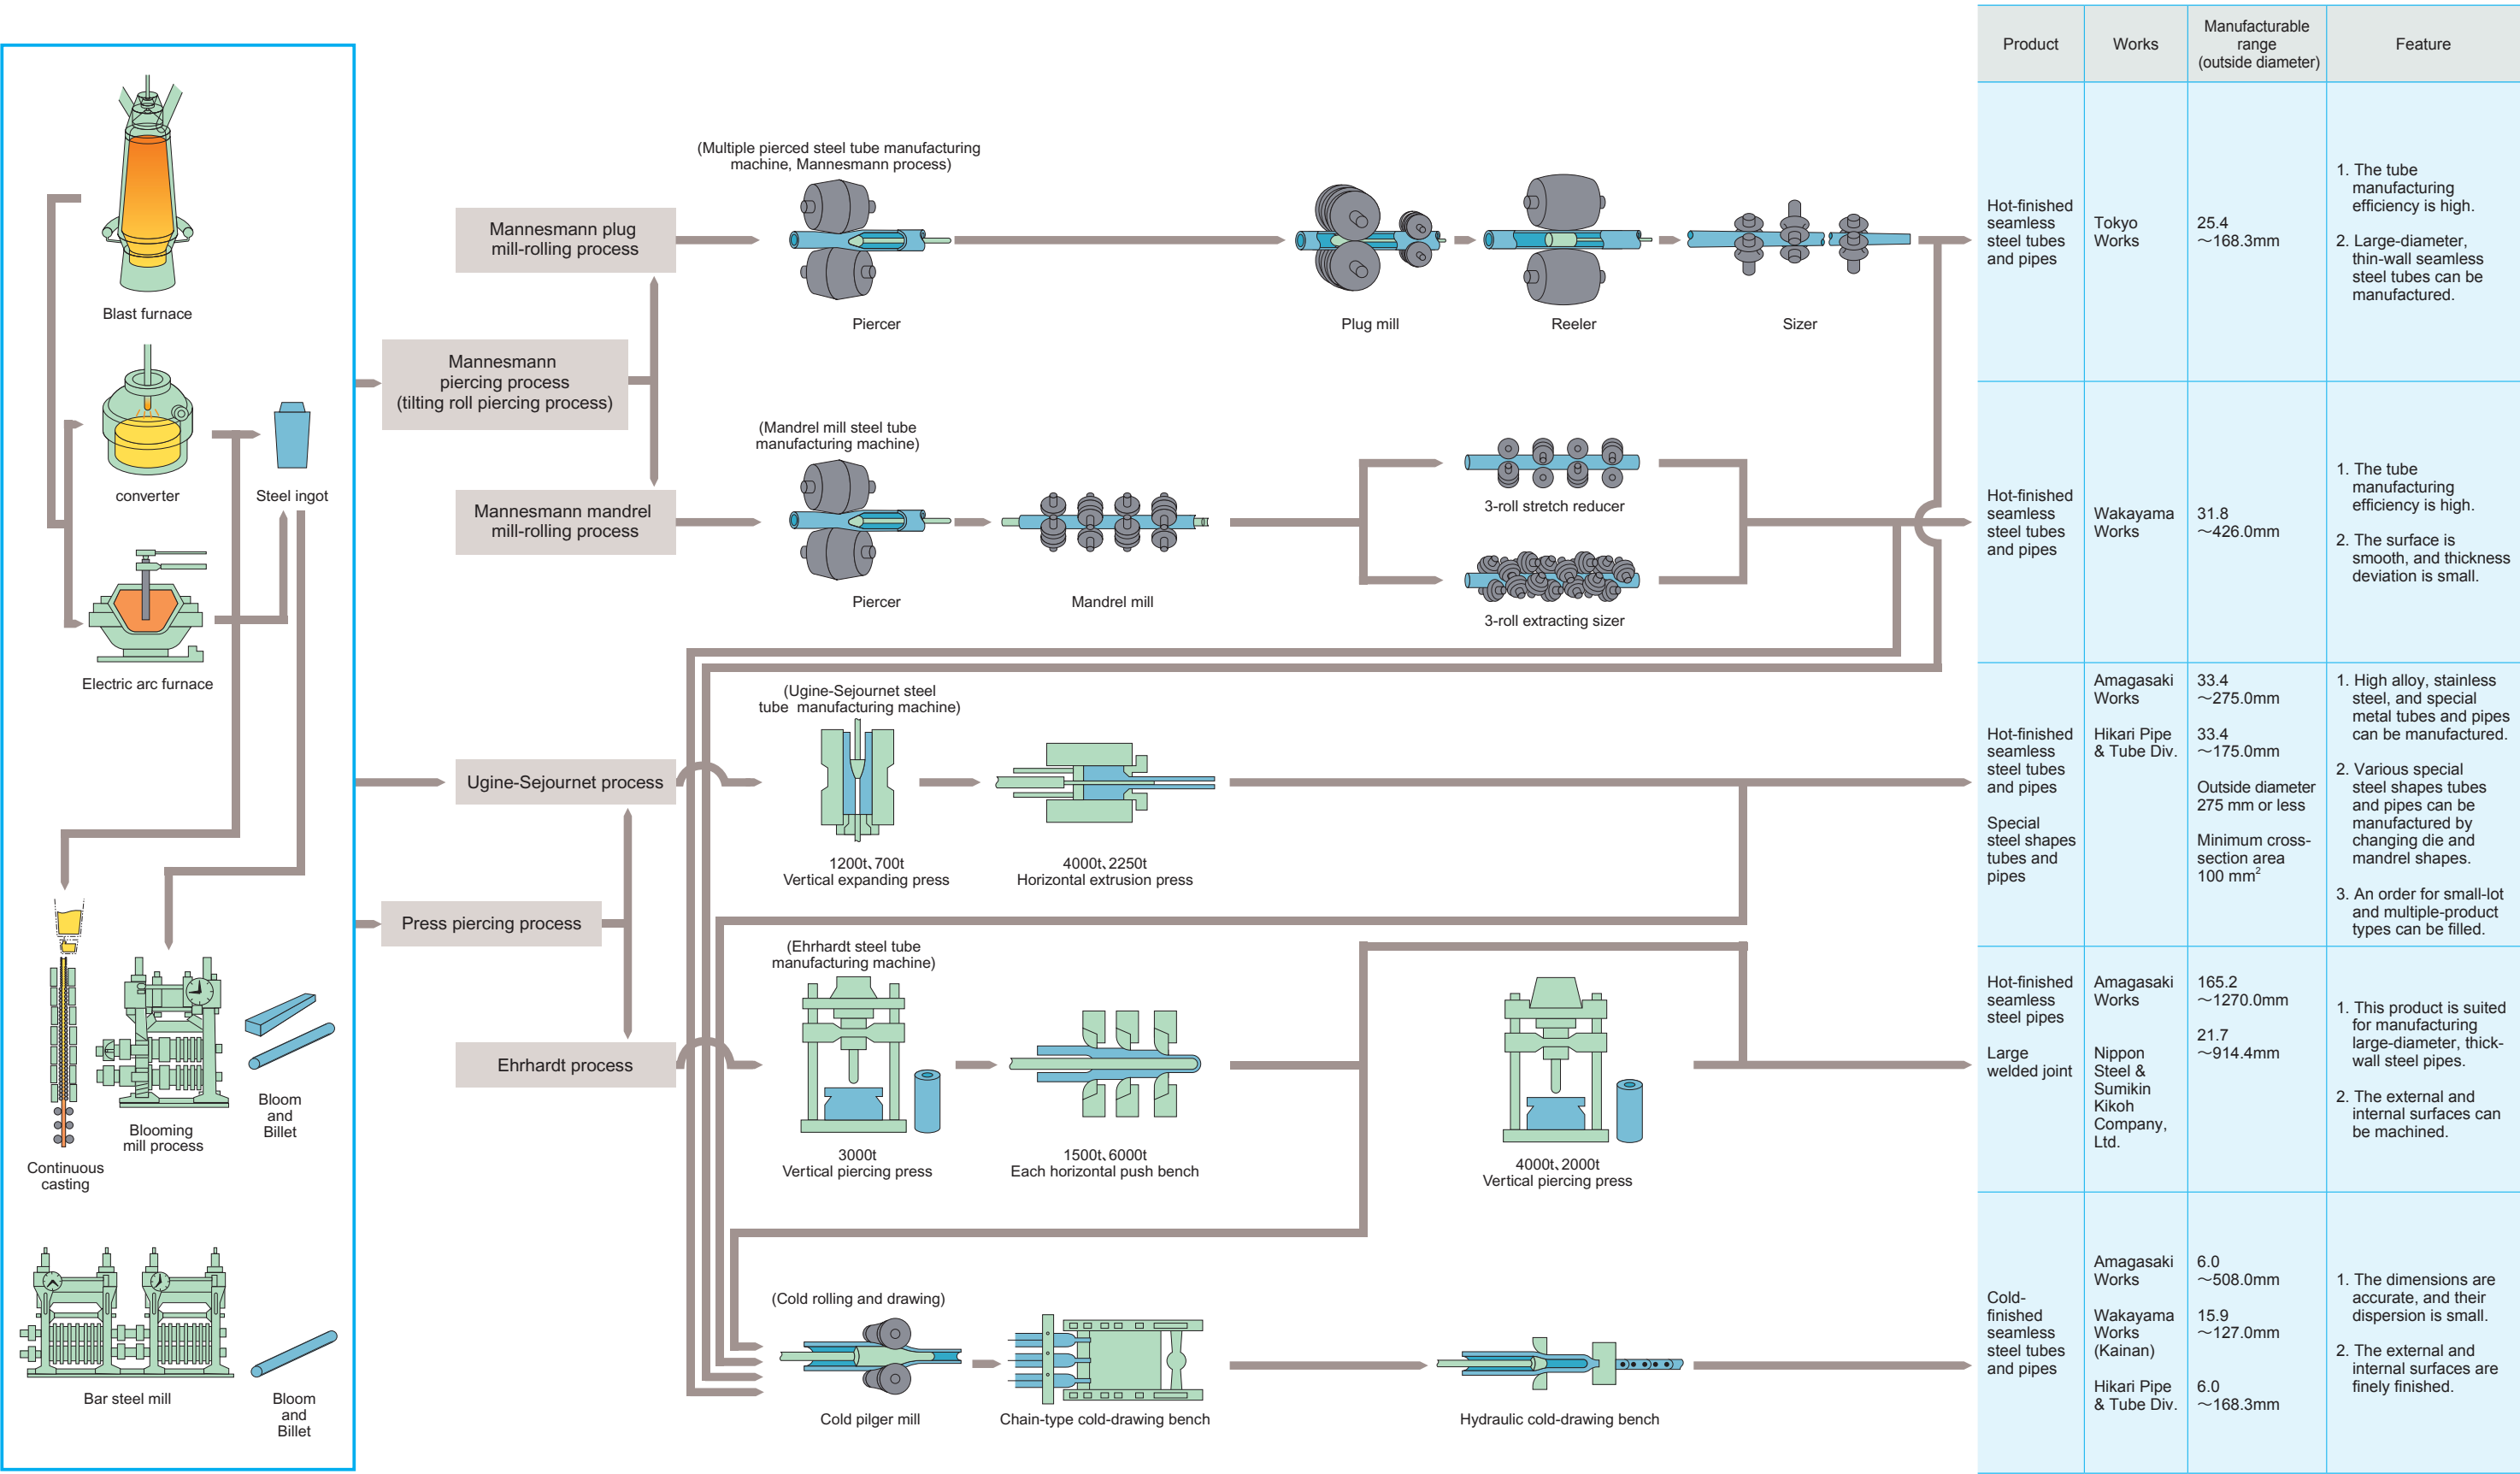 Blast furnace
converter
Steel ingot
Electric arc furnace
Continuous
casting
Blooming
mill process
Bloom
and
Billet
Bar steel mill
Bloom
and
Billet
Mannesmann
piercing process
(tilting roll piercing process)
Mannesmann plug
mill-rolling process
(Multiple pierced steel tube manufacturing
machine, Mannesmann process)
Piercer
Plug mill
Reeler
Sizer
Mannesmann mandrel
mill-rolling process
(Mandrel mill steel tube
manufacturing machine)
Piercer
Mandrel mill
3-roll stretch reducer
3-roll extracting sizer
Press piercing process
Ugine-Sejournet process
(Ugine-Sejournet steel
tube manufacturing machine)
1200t、700t
Vertical expanding press
4000t、2250t
Horizontal extrusion press
Ehrhardt process
(Ehrhardt steel tube
manufacturing machine)
3000t
Vertical piercing press
1500t、6000t
Each horizontal push bench
4000t、2000t
Vertical piercing press
(Cold rolling and drawing)
Cold pilger mill
Chain-type cold-drawing bench
Hydraulic cold-drawing bench
Product
Works
Manufacturable
range
(outside diameter)
Feature
Hot-finished
seamless
steel tubes
and pipes
Tokyo
Works
25.4
～168.3mm
1. The tube
manufacturing
efficiency is high.
2. Large-diameter,
thin-wall seamless
steel tubes can be
manufactured.
Hot-finished
seamless
steel tubes
and pipes
Wakayama
Works
31.8
～426.0mm
1. The tube
manufacturing
efficiency is high.
2. The surface is
smooth, and thickness
deviation is small.
Hot-finished
seamless
steel tubes
and pipes
Special
steel shapes
tubes and
pipes
Amagasaki
Works
Hikari Pipe
& Tube Div.
33.4
～275.0mm
33.4
～175.0mm
Outside diameter
275 mm or less
Minimum cross-
section area
100 mm²
1. High alloy, stainless
steel, and special
metal tubes and pipes
can be manufactured.
2. Various special
steel shapes tubes
and pipes can be
manufactured by
changing die and
mandrel shapes.
3. An order for small-lot
and multiple-product
types can be filled.
Hot-finished
seamless
steel pipes
Large
welded joint
Amagasaki
Works
Nippon
Steel &
Sumikin
Kikoh
Company,
Ltd.
165.2
～1270.0mm
21.7
～914.4mm
1. This product is suited
for manufacturing
large-diameter, thick-
wall steel pipes.
2. The external and
internal surfaces can
be machined.
Cold-
finished
seamless
steel tubes
and pipes
Amagasaki
Works
Wakayama
Works
(Kainan)
Hikari Pipe
& Tube Div.
6.0
～508.0mm
15.9
～127.0mm
6.0
～168.3mm
1. The dimensions are
accurate, and their
dispersion is small.
2. The external and
internal surfaces are
finely finished.